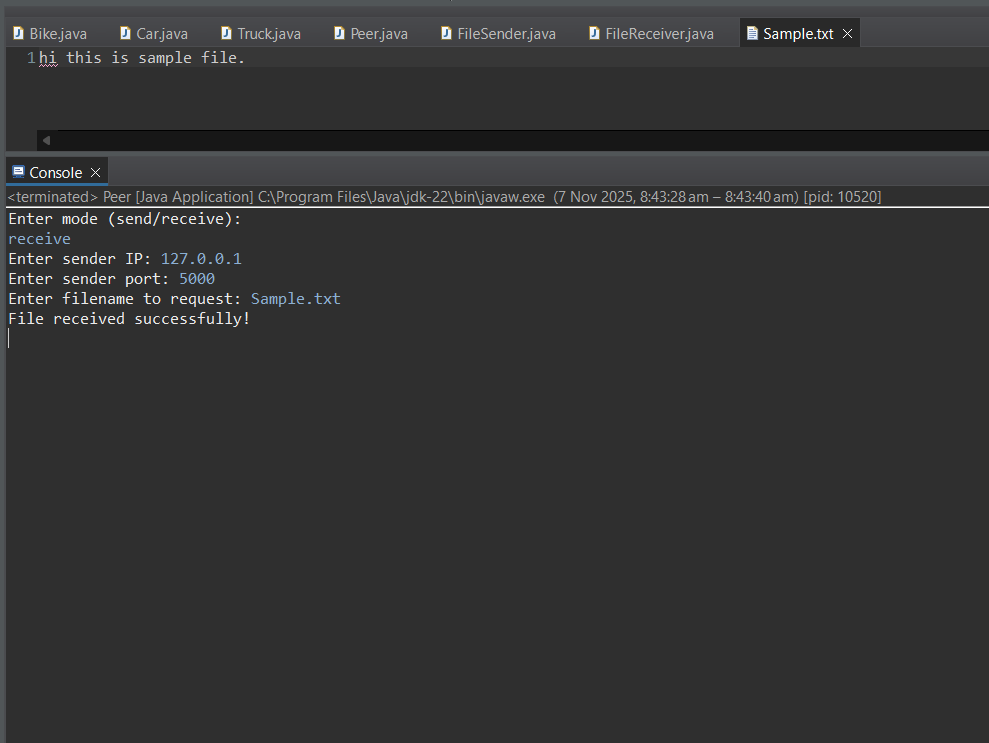 Bike.java Car.java Truck.java Peer.java FileSender.java FileReceiver.java Sample.txt
1 hi this is sample file.
Console
<terminated> Peer [Java Application] C:\Program Files\Java\jdk-22\bin\javaw.exe (7 Nov 2025, 8:43:28 am – 8:43:40 am) [pid: 10520]
Enter mode (send/receive):
receive
Enter sender IP: 127.0.0.1
Enter sender port: 5000
Enter filename to request: Sample.txt
File received successfully!